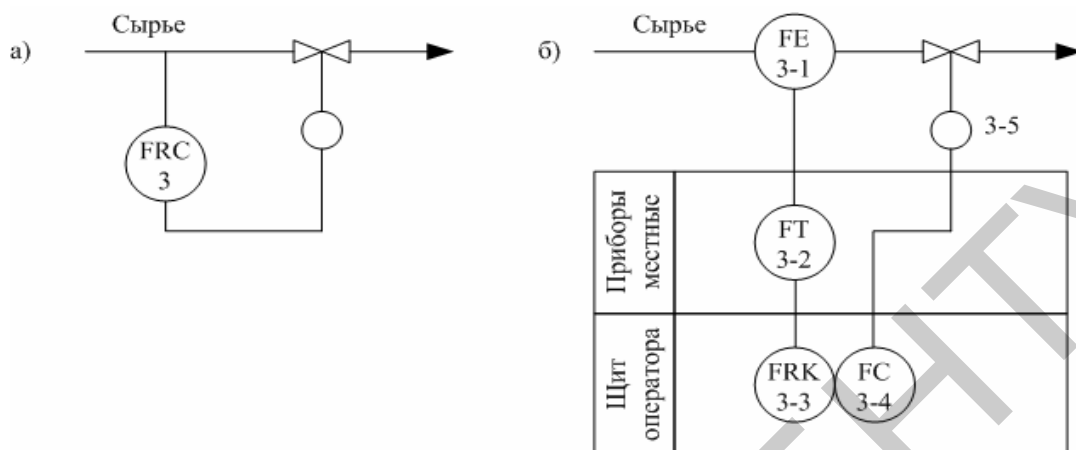 а)
Сырье
FRC
3
б)
Сырье
FE
3-1
3-5
Приборы
местные
FT
3-2
Щит
оператора
FRK
3-3
FC
3-4
НТУ